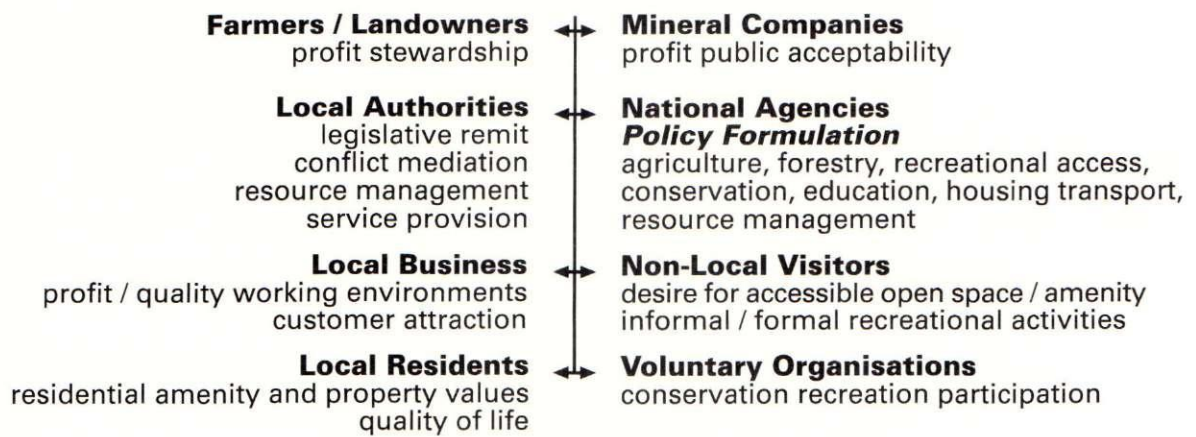 Farmers / Landowners
profit stewardship
Mineral Companies
profit public acceptability
Local Authorities
legislative remit
conflict mediation
resource management
service provision
National Agencies
Policy Formulation
agriculture, forestry, recreational access,
conservation, education, housing transport,
resource management
Local Business
profit / quality working environments
customer attraction
Non-Local Visitors
desire for accessible open space / amenity
informal / formal recreational activities
Local Residents
residential amenity and property values
quality of life
Voluntary Organisations
conservation recreation participation